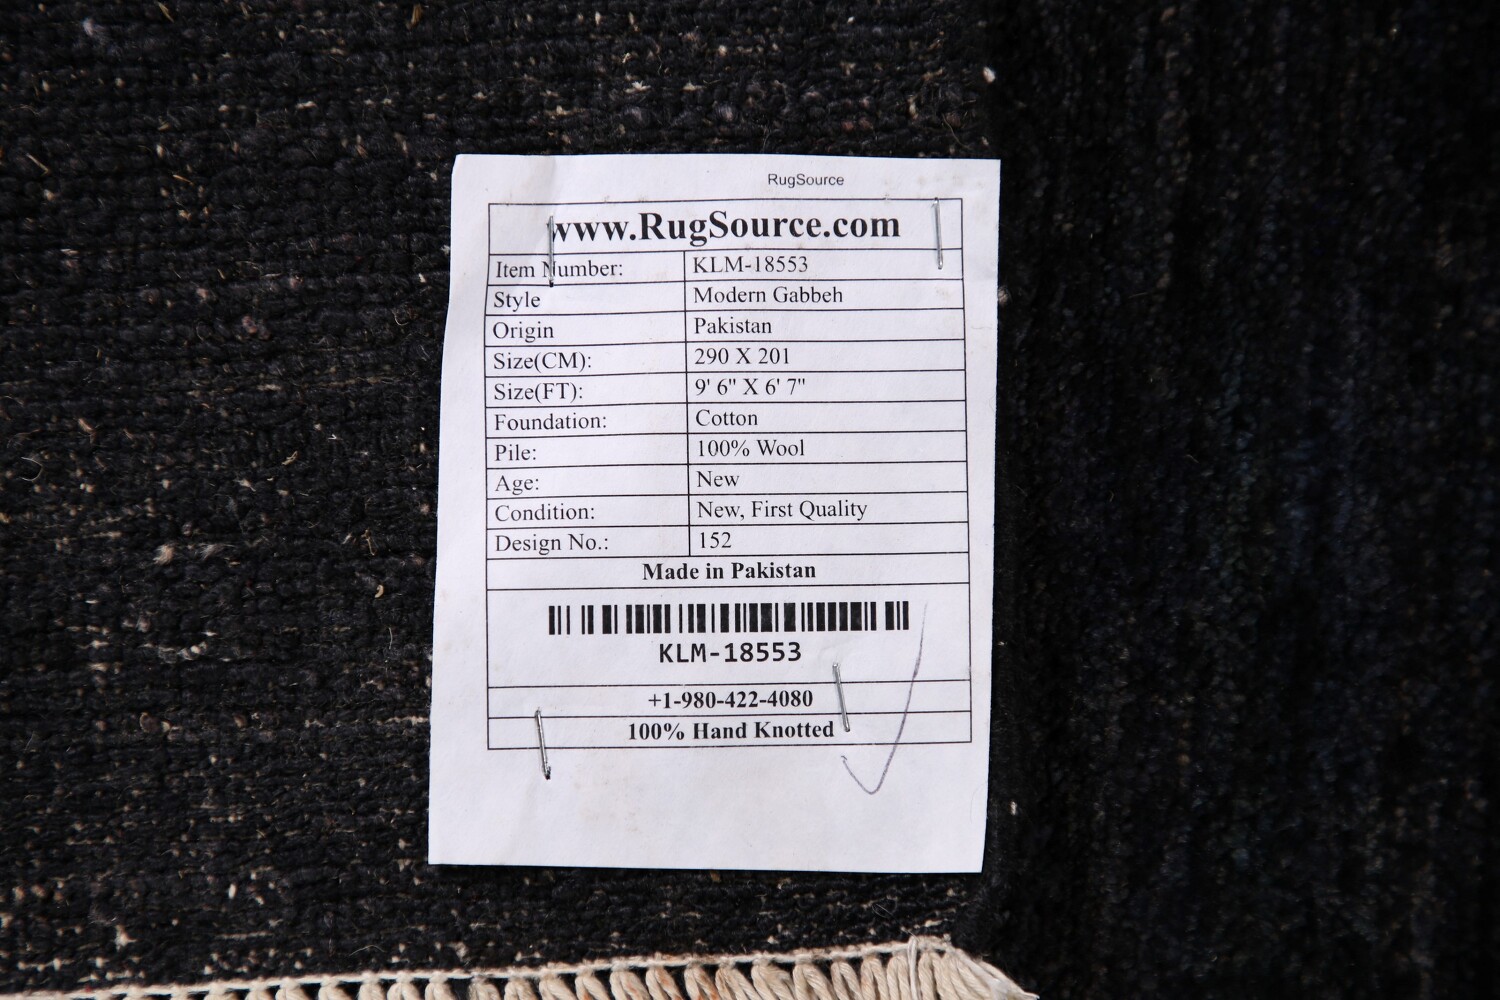 RugSource
www.RugSource.com
Item Number: KLM-18553
Style Modern Gabbeh
Origin Pakistan
Size(CM): 290 X 201
Size(FT): 9' 6" X 6' 7"
Foundation: Cotton
Pile: 100% Wool
Age: New
Condition: New, First Quality
Design No.: 152
Made in Pakistan
KLM-18553
+1-980-422-4080
100% Hand Knotted